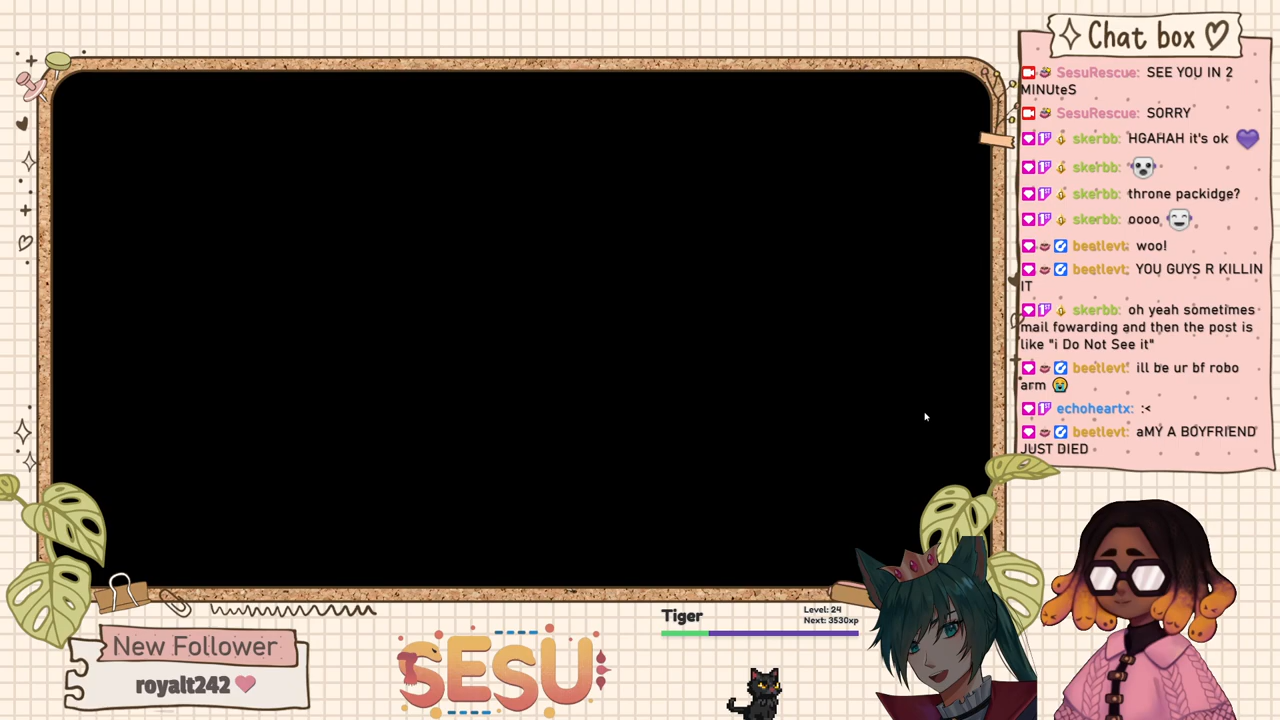 Chat box
SesuRescue: SEE YOU IN 2
MINUteS
SesuRescue: SORRY
skerbb: HGAHAH it's ok
skerbb:
skerbb: throne packidge?
skerbb: oooo
beetlevt: woo!
beetlevt: YOU GUYS R KILLIN
IT
skerbb: oh yeah sometimes
mail fowarding and then the post is
like "i Do Not See it"
beetlevt: ill be ur bf robo
arm
echoheartx: :<
beetlevt: aMY A BOYFRIEND
JUST DIED
Tiger
Level: 24
Next: 3530xp
New Follower
royalt242
SESU